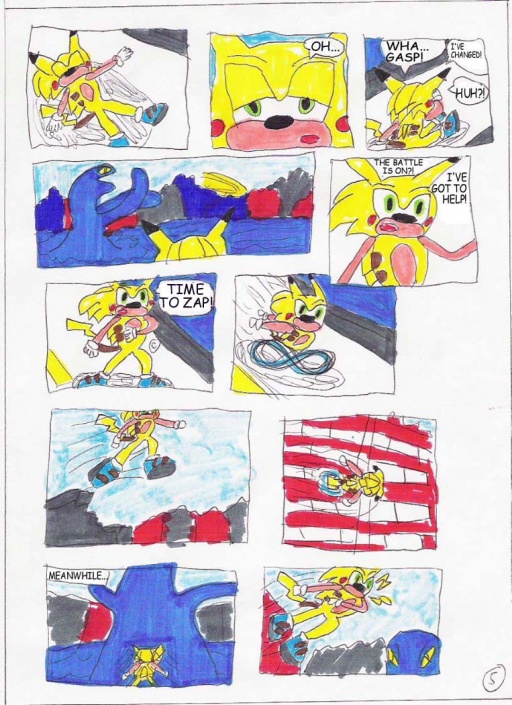 OH...
WHA...
GASP!
I'VE
CHANGED!
HUH?!
THE BATTLE
IS ON?!
I'VE
GOT TO
HELP!
TIME
TO ZAP!
©
MEANWHILE...
5